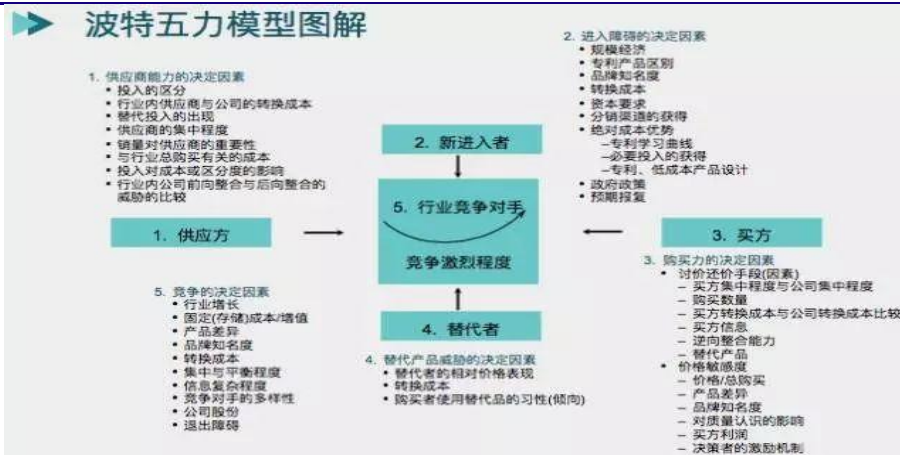 波特五力模型图解
1. 供应商能力的决定因素
• 投入的区分
• 行业内供应商与公司的转换成本
• 替代投入的出现
• 供应商的集中程度
• 销量对供应商的重要性
• 与行业总购买有关的成本
• 投入对成本或区分度的影响
• 行业内公司前向整合与后向整合的
威胁的比较
2. 进入障碍的决定因素
• 规模经济
• 专利产品区别
• 品牌知名度
• 转换成本
• 资本要求
• 分销渠道的获得
• 绝对成本优势
–专利学习曲线
–必要投入的获得
–专利、低成本产品设计
• 政府政策
• 预期报复
2. 新进入者
1. 供应方
5. 行业竞争对手
竞争激烈程度
3. 买方
4. 替代者
5. 竞争的决定因素
• 行业增长
• 固定(存储)成本/增值
• 产品差异
• 品牌知名度
• 转换成本
• 集中与平衡程度
• 信息复杂程度
• 竞争对手的多样性
• 公司股份
• 退出障碍
4. 替代产品威胁的决定因素
• 替代者的相对价格表现
• 转换成本
• 购买者使用替代品的习性(倾向)
3. 购买力的决定因素
• 讨价还价手段(因素)
– 买方集中程度与公司集中程度
– 购买数量
– 买方转换成本与公司转换成本比较
– 买方信息
– 逆向整合能力
– 替代产品
• 价格敏感度
– 价格/总购买
– 产品差异
– 品牌知名度
– 对质量认识的影响
– 买方利润
– 决策者的激励机制